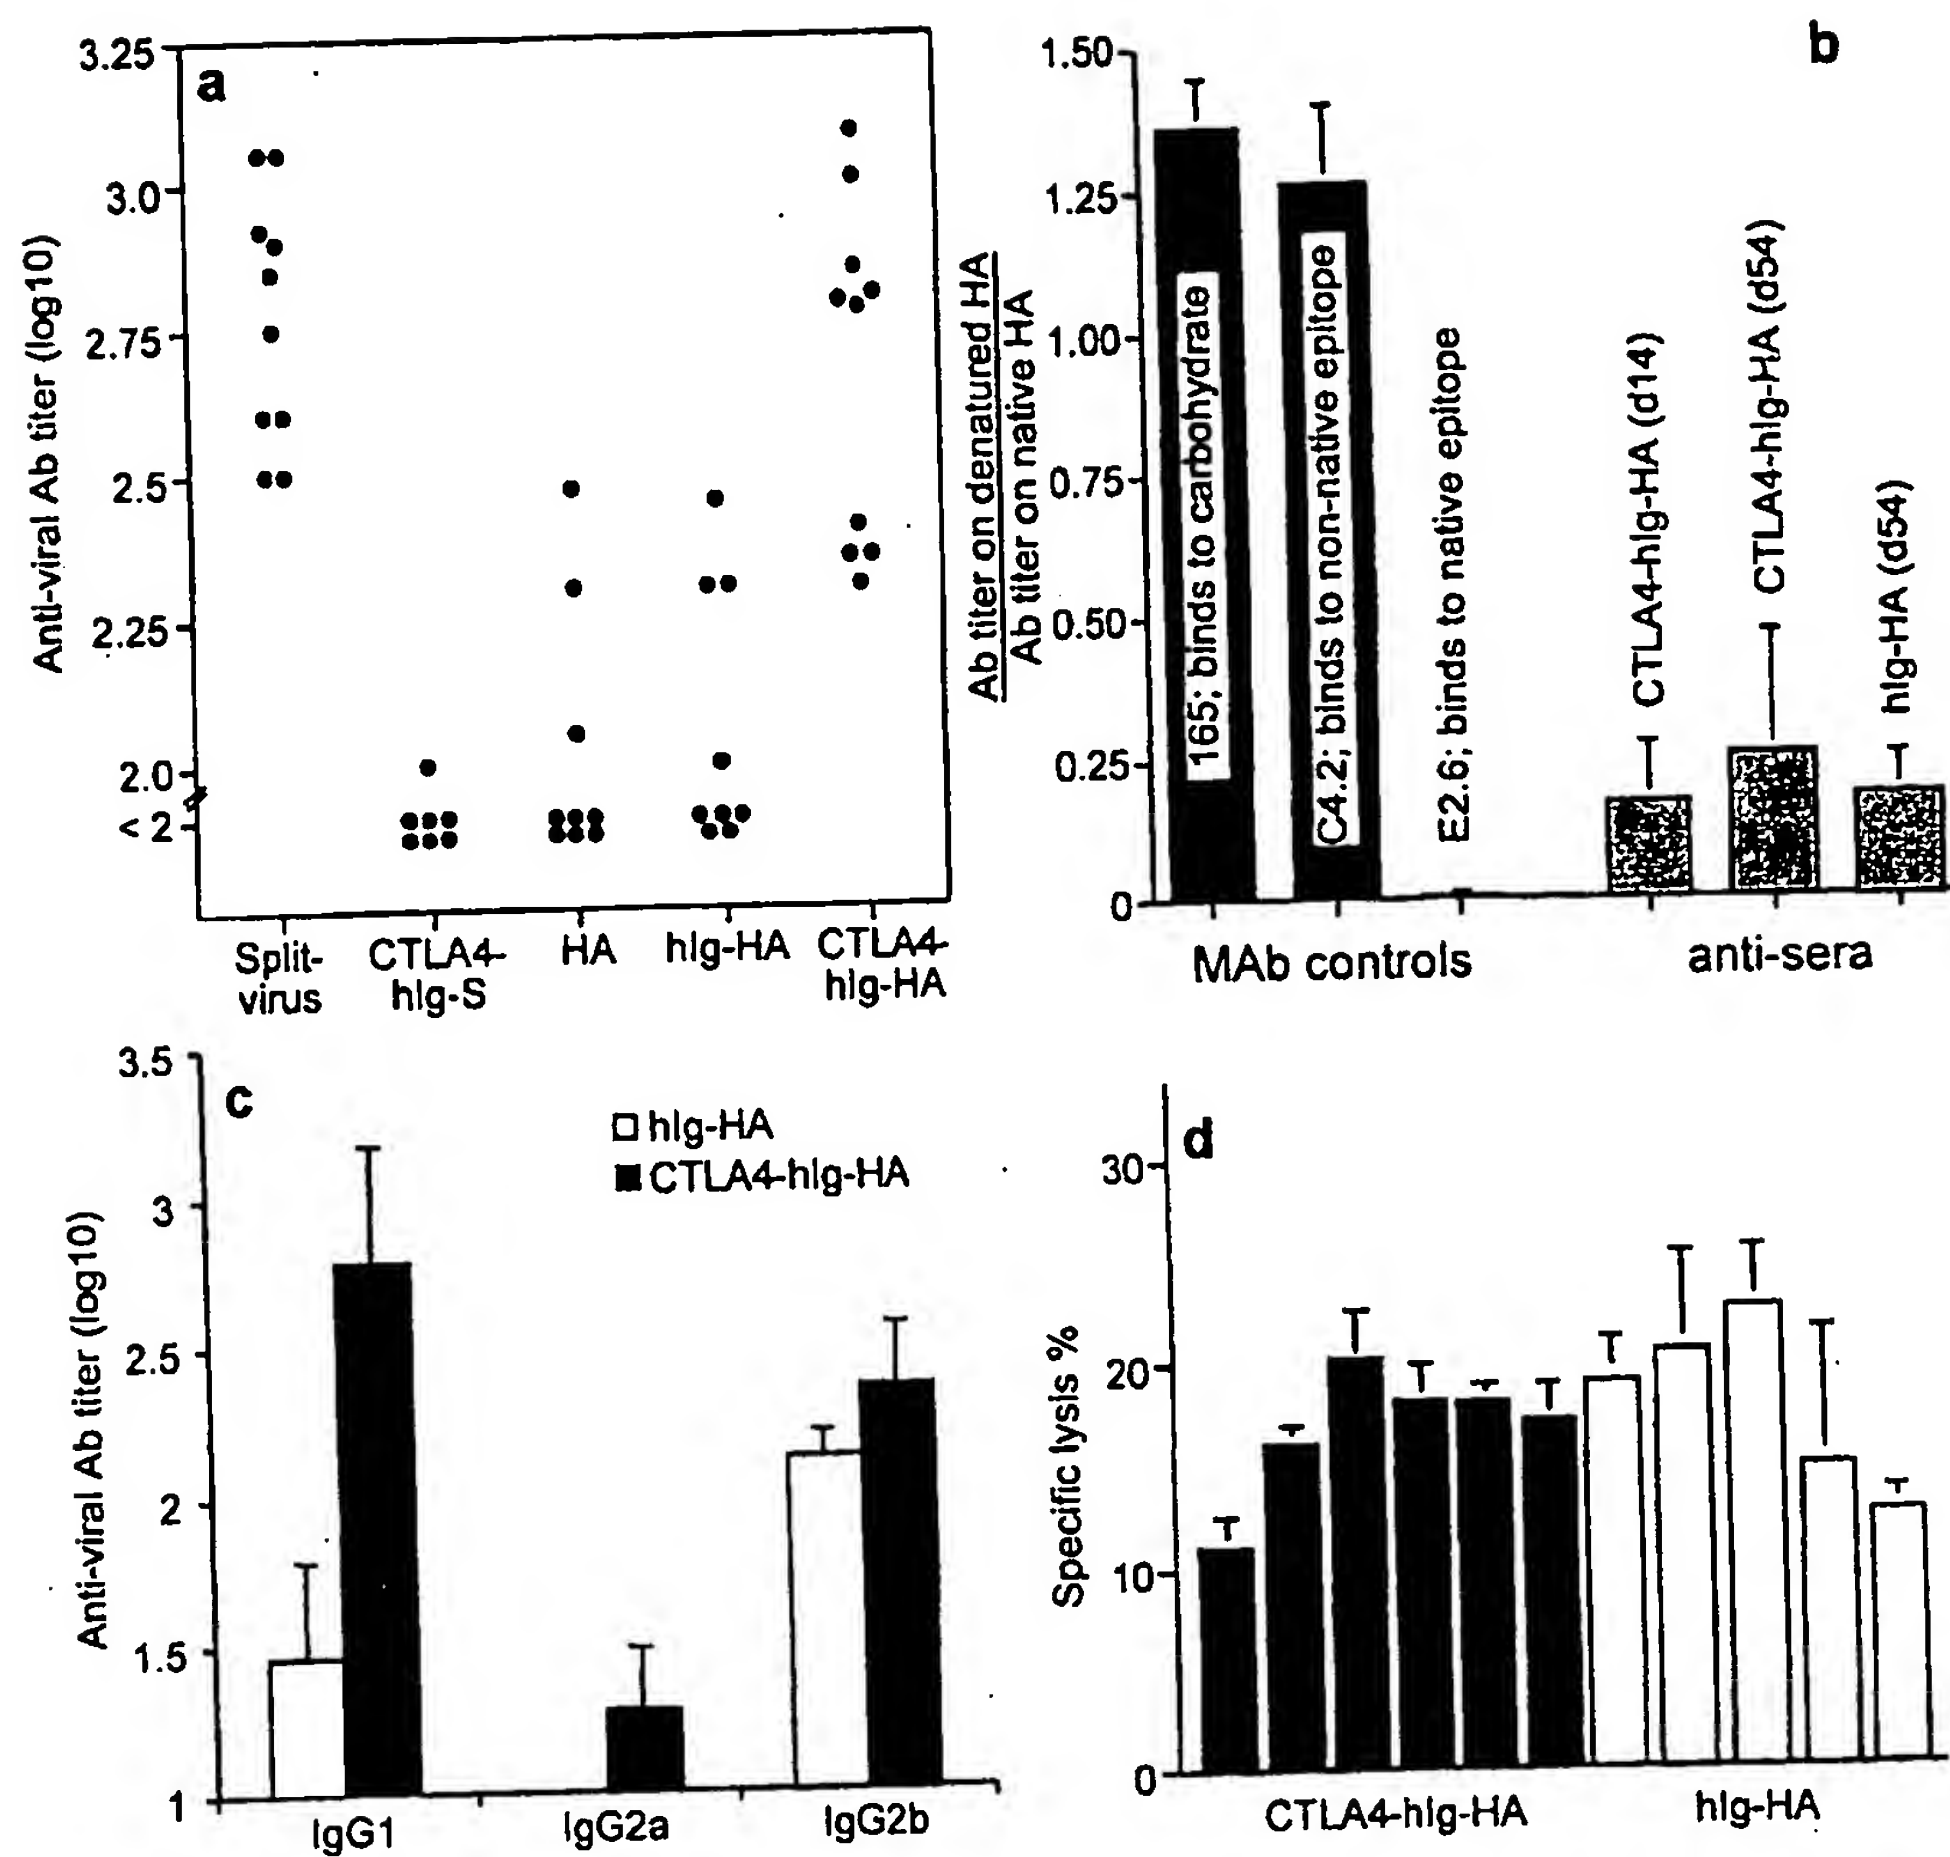 a
3.25
3.0
2.75
2.5
2.25
2.0
< 2
Anti-viral Ab titer (log10)
Split-
virus
CTLA4-
hIg-S
HA
hIg-HA
CTLA4-
hIg-HA
b
1.50
1.25
1.00
0.75
0.50
0.25
0
Ab titer on denatured HA
Ab titer on native HA
165; binds to carbohydrate
C4.2; binds to non-native epitope
E2.6; binds to native epitope
CTLA4-hIg-HA (d14)
CTLA4-hIg-HA (d54)
hIg-HA (d54)
MAb controls
anti-sera
c
3.5
3
2.5
2
1.5
1
Anti-viral Ab titer (log10)
hIg-HA
CTLA4-hIg-HA
IgG1
IgG2a
IgG2b
d
30
20
10
0
Specific lysis %
CTLA4-hIg-HA
hIg-HA